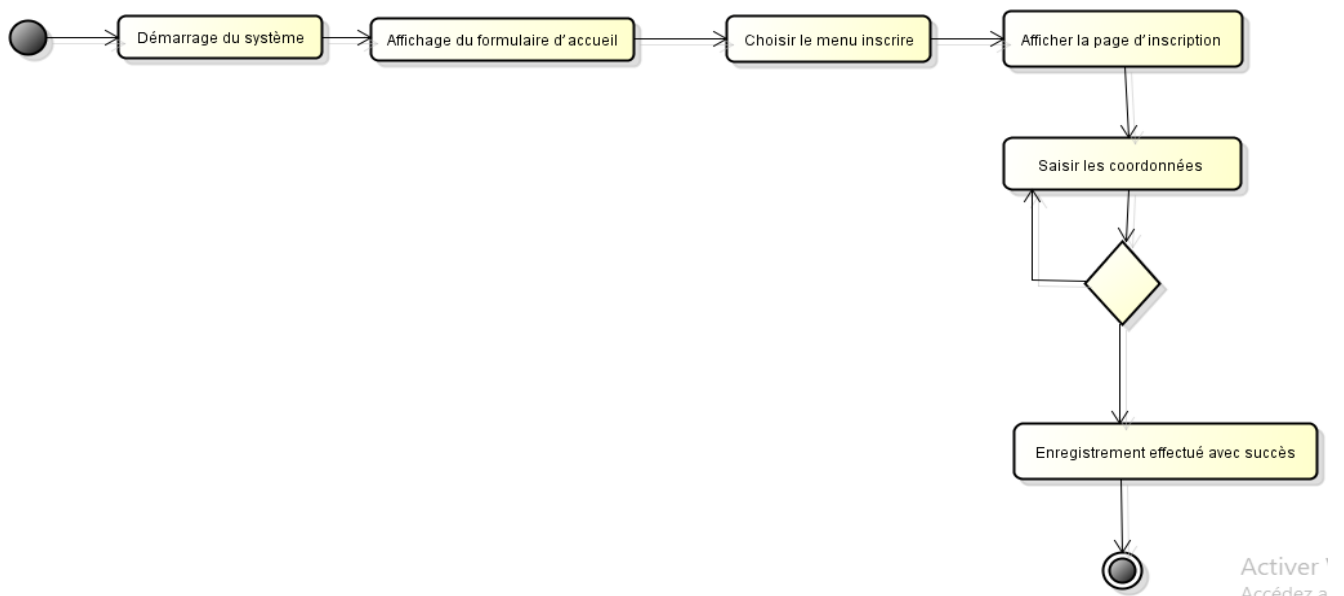 Démarrage du système
Affichage du formulaire d'accueil
Choisir le menu inscrire
Afficher la page d'inscription
Saisir les coordonnées
Enregistrement effectué avec succès
Activer
Accédez a